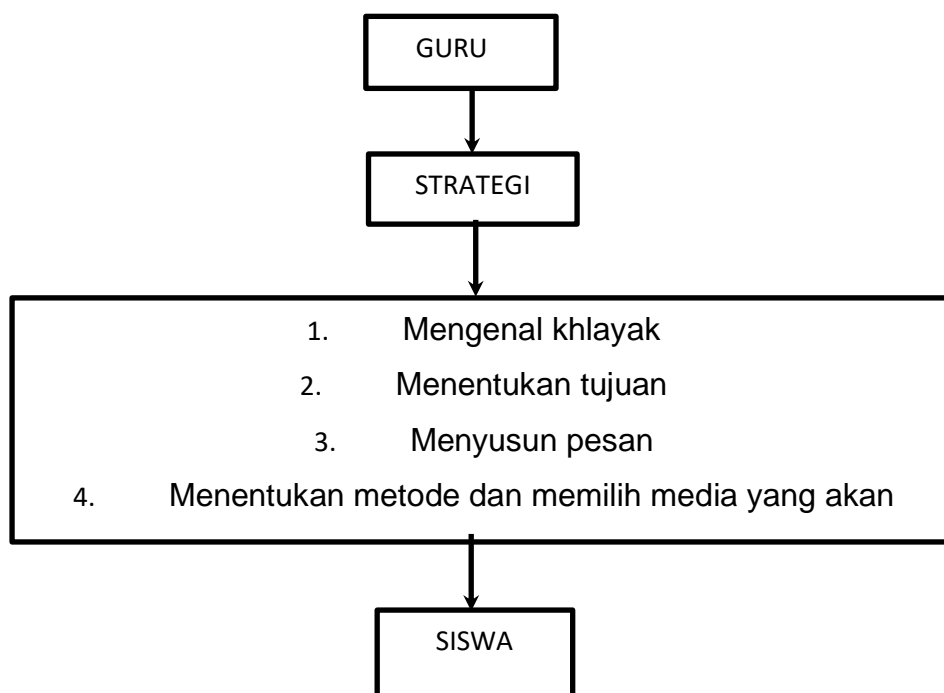 GURU
STRATEGI
1. Mengenal khlayak
2. Menentukan tujuan
3. Menyusun pesan
4. Menentukan metode dan memilih media yang akan
SISWA